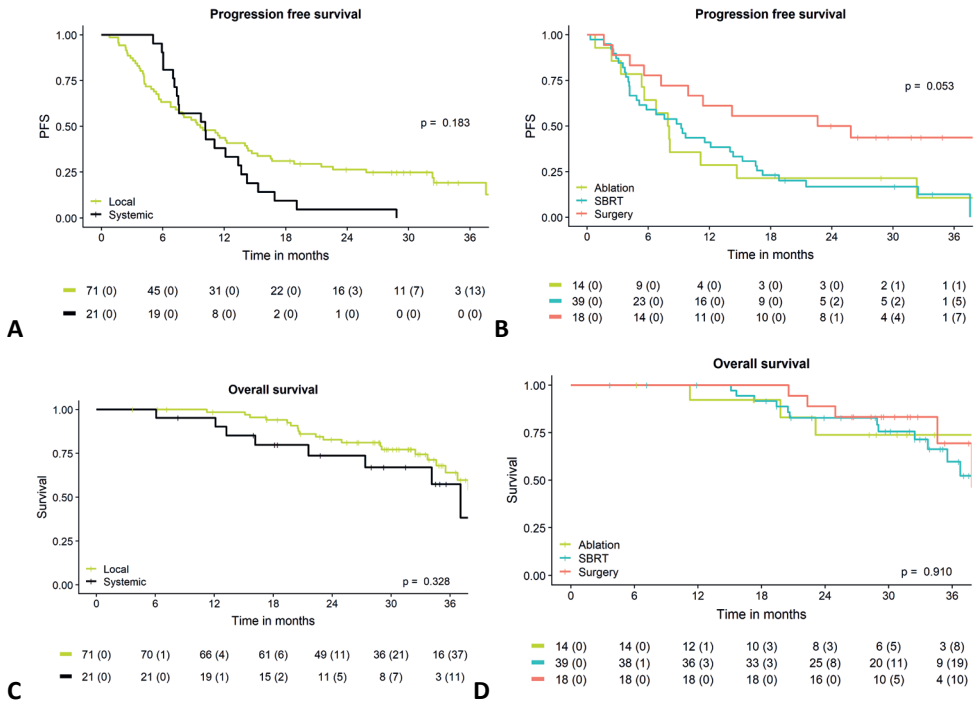 Progression free survival
1.00
0.75
0.50
0.25
0.00
PFS
p = 0.183
Local
Systemic
0 6 12 18 24 30 36
Time in months
71 (0) 45 (0) 31 (0) 22 (0) 16 (3) 11 (7) 3 (13)
21 (0) 19 (0) 8 (0) 2 (0) 1 (0) 0 (0) 0 (0)
A
Progression free survival
1.00
0.75
0.50
0.25
0.00
PFS
p = 0.053
Ablation
SBRT
Surgery
0 6 12 18 24 30 36
Time in months
14 (0) 9 (0) 4 (0) 3 (0) 3 (0) 2 (1) 1 (1)
39 (0) 23 (0) 16 (0) 9 (0) 5 (2) 5 (2) 1 (5)
18 (0) 14 (0) 11 (0) 10 (0) 8 (1) 4 (4) 1 (7)
B
Overall survival
1.00
0.75
0.50
0.25
0.00
Survival
Local
Systemic
p = 0.328
0 6 12 18 24 30 36
Time in months
71 (0) 70 (1) 66 (4) 61 (6) 49 (11) 36 (21) 16 (37)
21 (0) 21 (0) 19 (1) 15 (2) 11 (5) 8 (7) 3 (11)
C
Overall survival
1.00
0.75
0.50
0.25
0.00
Survival
Ablation
SBRT
Surgery
p = 0.910
0 6 12 18 24 30 36
Time in months
14 (0) 14 (0) 12 (1) 10 (3) 8 (3) 6 (5) 3 (8)
39 (0) 38 (1) 36 (3) 33 (3) 25 (8) 20 (11) 9 (19)
18 (0) 18 (0) 18 (0) 18 (0) 16 (0) 10 (5) 4 (10)
D